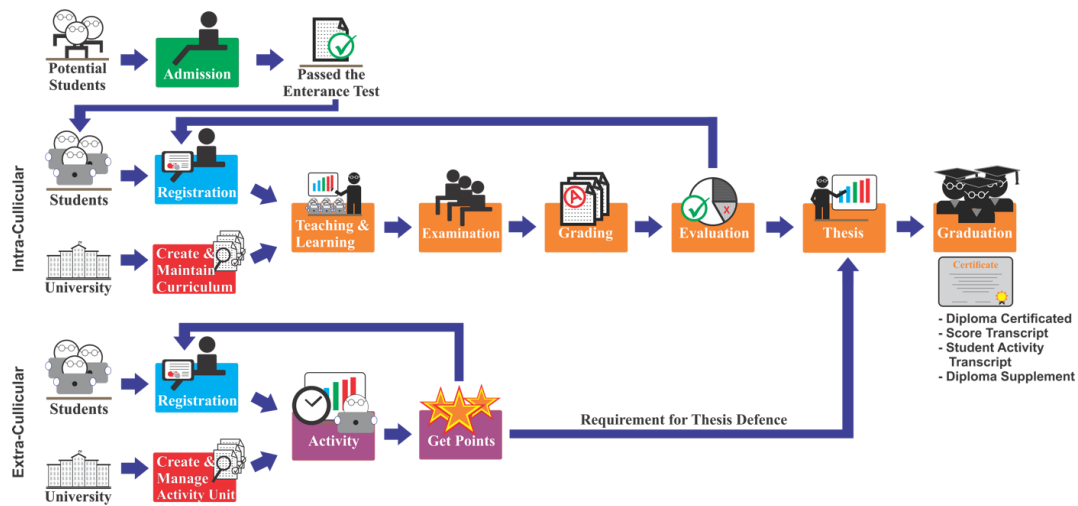 Potential
Students
Admission
Passed the
Enterance Test
Intra-Cullicular
Students
Registration
University
Create &
Maintain
Curriculum
Teaching &
Learning
Examination
Grading
A
Evaluation
X
Thesis
Graduation
Certificate
- Diploma Certificated
- Score Transcript
- Student Activity
Transcript
- Diploma Supplement
Extra-Cullicular
Students
Registration
University
Create &
Manage
Activity Unit
Activity
Get Points
Requirement for Thesis Defence